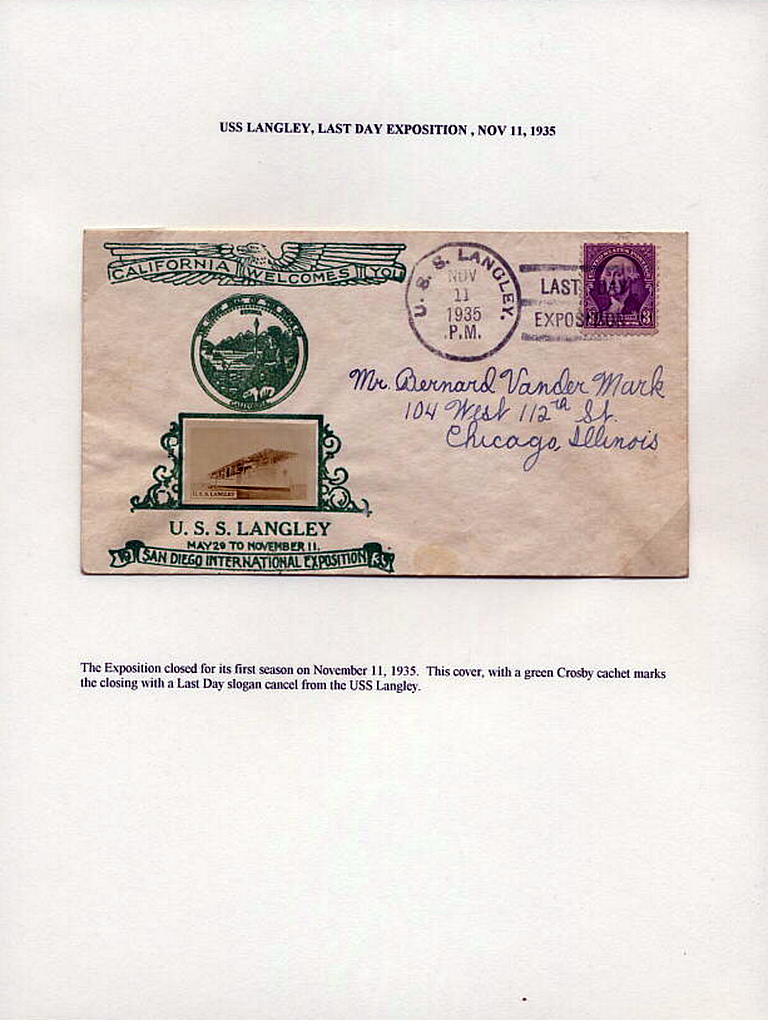 USS LANGLEY, LAST DAY EXPOSITION , NOV 11, 1935
CALIFORNIA WELCOMES YOU
U. S. S. LANGLEY.
NOV
11
1935
P.M.
LAST DAY
EXPOSITION
3
Mr. Bernard Vander Mark
104 West 112th St.
Chicago, Illinois
U. S. S. LANGLEY
U. S. S. LANGLEY
MAY 29 TO NOVEMBER 11.
19 SAN DIEGO INTERNATIONAL EXPOSITION 35
The Exposition closed for its first season on November 11, 1935. This cover, with a green Crosby cachet marks
the closing with a Last Day slogan cancel from the USS Langley.